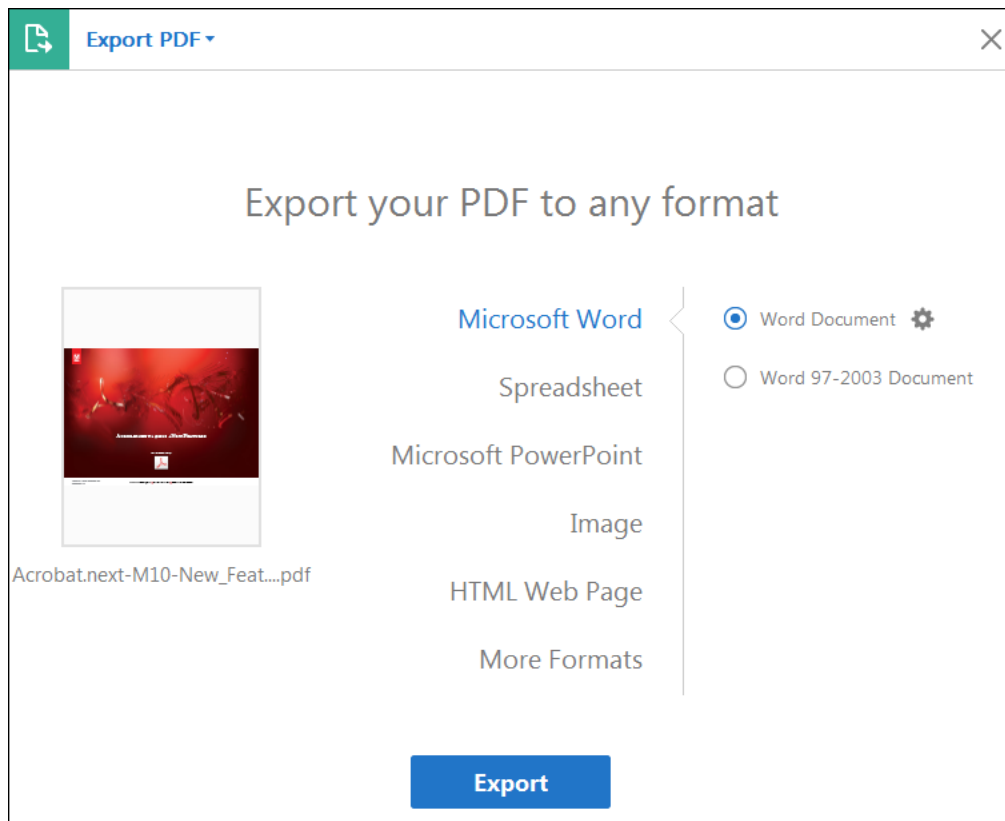 Export PDF
Export your PDF to any format
Microsoft Word
Word Document
Spreadsheet
Word 97-2003 Document
Microsoft PowerPoint
Image
Acrobat.next-M10-New_Feat....pdf
HTML Web Page
More Formats
Export